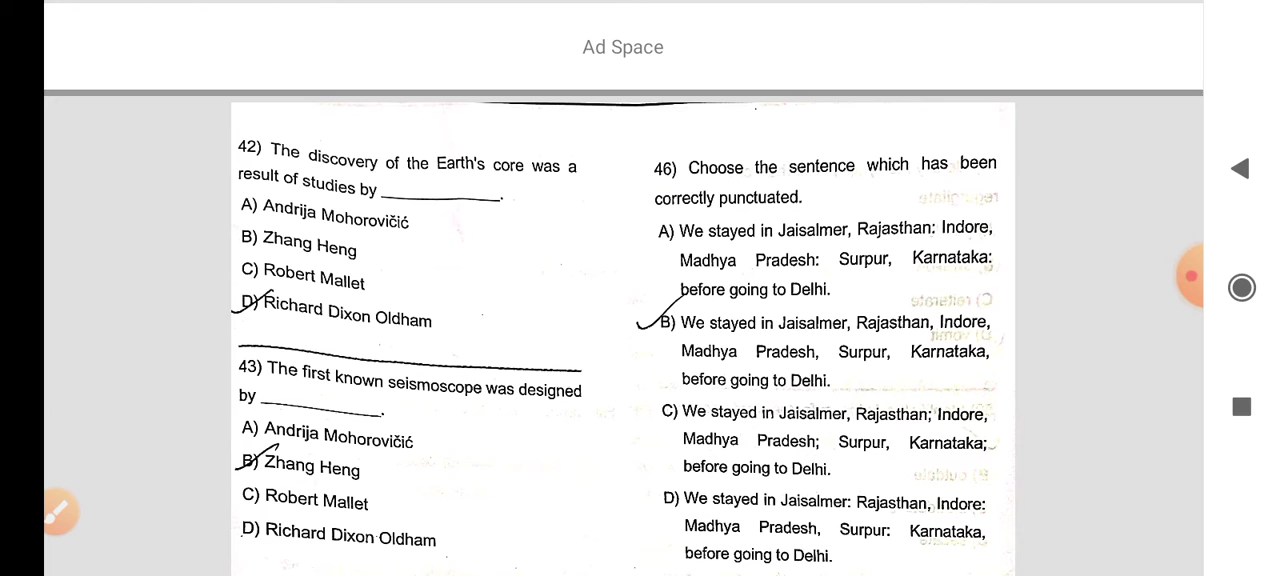 Ad Space
42) The discovery of the Earth's core was a
result of studies by ____________.
A) Andrija Mohorovičić
B) Zhang Heng
C) Robert Mallet
D) Richard Dixon Oldham
43) The first known seismoscope was designed
by ____________.
A) Andrija Mohorovičić
B) Zhang Heng
C) Robert Mallet
D) Richard Dixon Oldham
46) Choose the sentence which has been
correctly punctuated.
A) We stayed in Jaisalmer, Rajasthan: Indore,
Madhya Pradesh: Surpur, Karnataka:
before going to Delhi.
B) We stayed in Jaisalmer, Rajasthan, Indore,
Madhya Pradesh, Surpur, Karnataka,
before going to Delhi.
C) We stayed in Jaisalmer, Rajasthan; Indore,
Madhya Pradesh; Surpur, Karnataka;
before going to Delhi.
D) We stayed in Jaisalmer: Rajasthan, Indore:
Madhya Pradesh, Surpur: Karnataka,
before going to Delhi.